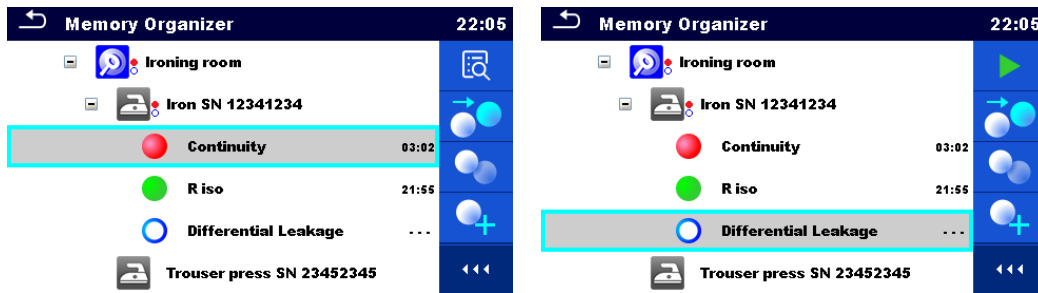 Memory Organizer 22:05
Ironing room
Iron SN 12341234
Continuity 03:02
R iso 21:55
Differential Leakage ---
Trouser press SN 23452345
Memory Organizer 22:05
Ironing room
Iron SN 12341234
Continuity 03:02
R iso 21:55
Differential Leakage ---
Trouser press SN 23452345